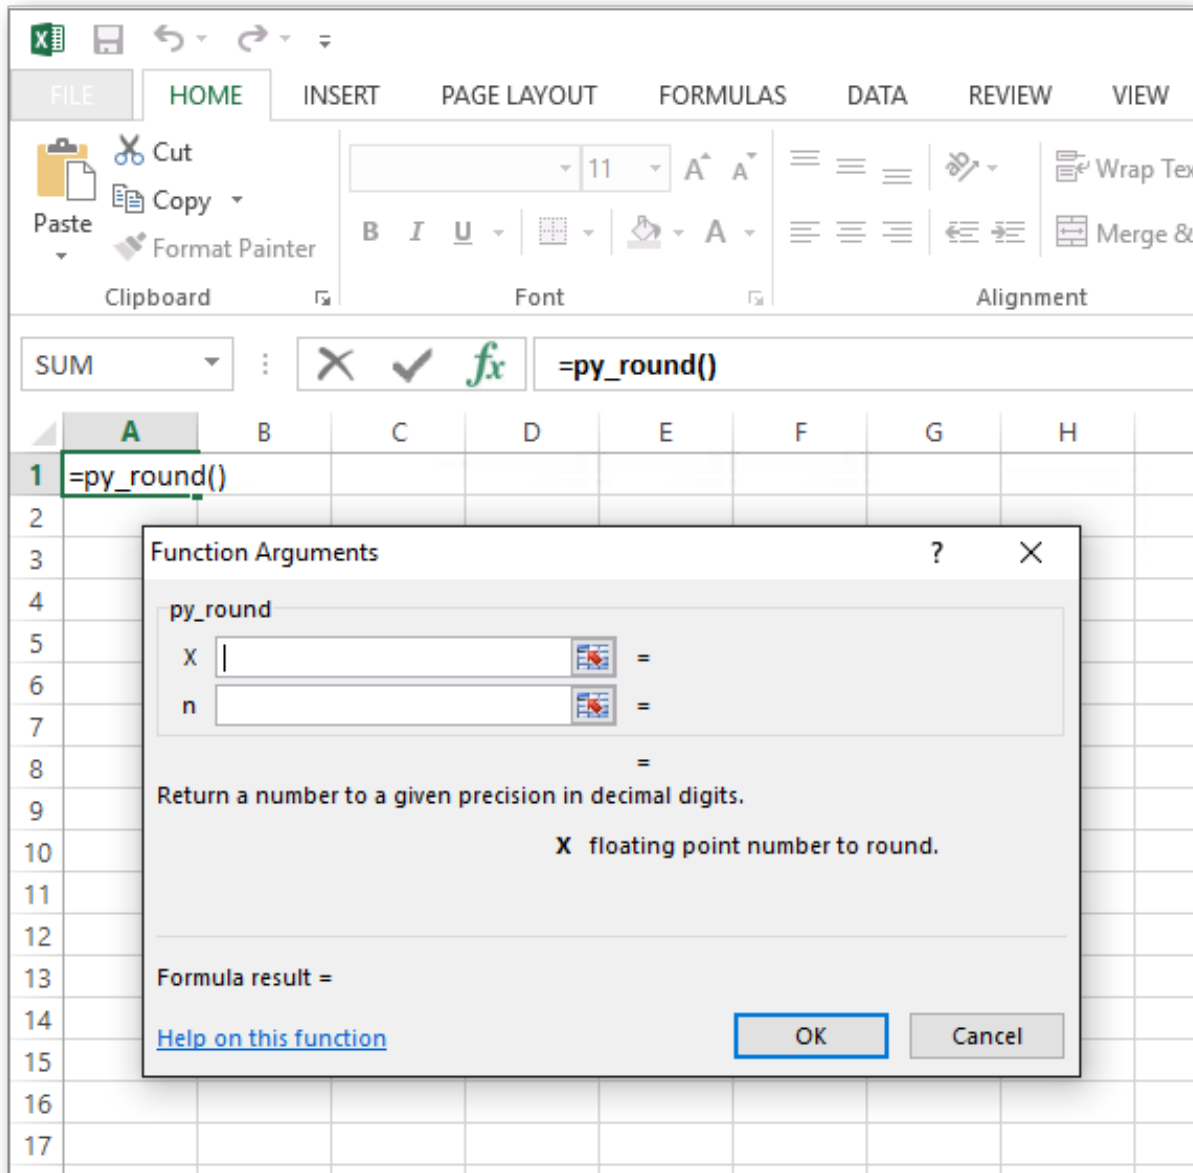 FILE HOME INSERT PAGE LAYOUT FORMULAS DATA REVIEW VIEW
Cut
Copy
Paste
Format Painter
11
A A
Wrap Tex
B I U A
Merge &
Clipboard Font Alignment
SUM fx =py_round()
A B C D E F G H
1 =py_round()
2
3
4
5
6
7
8
9
10
11
12
13
14
15
16
17
Function Arguments ? 
py_round
X =
n =
=
Return a number to a given precision in decimal digits.
X floating point number to round.
Formula result =
Help on this function
OK Cancel